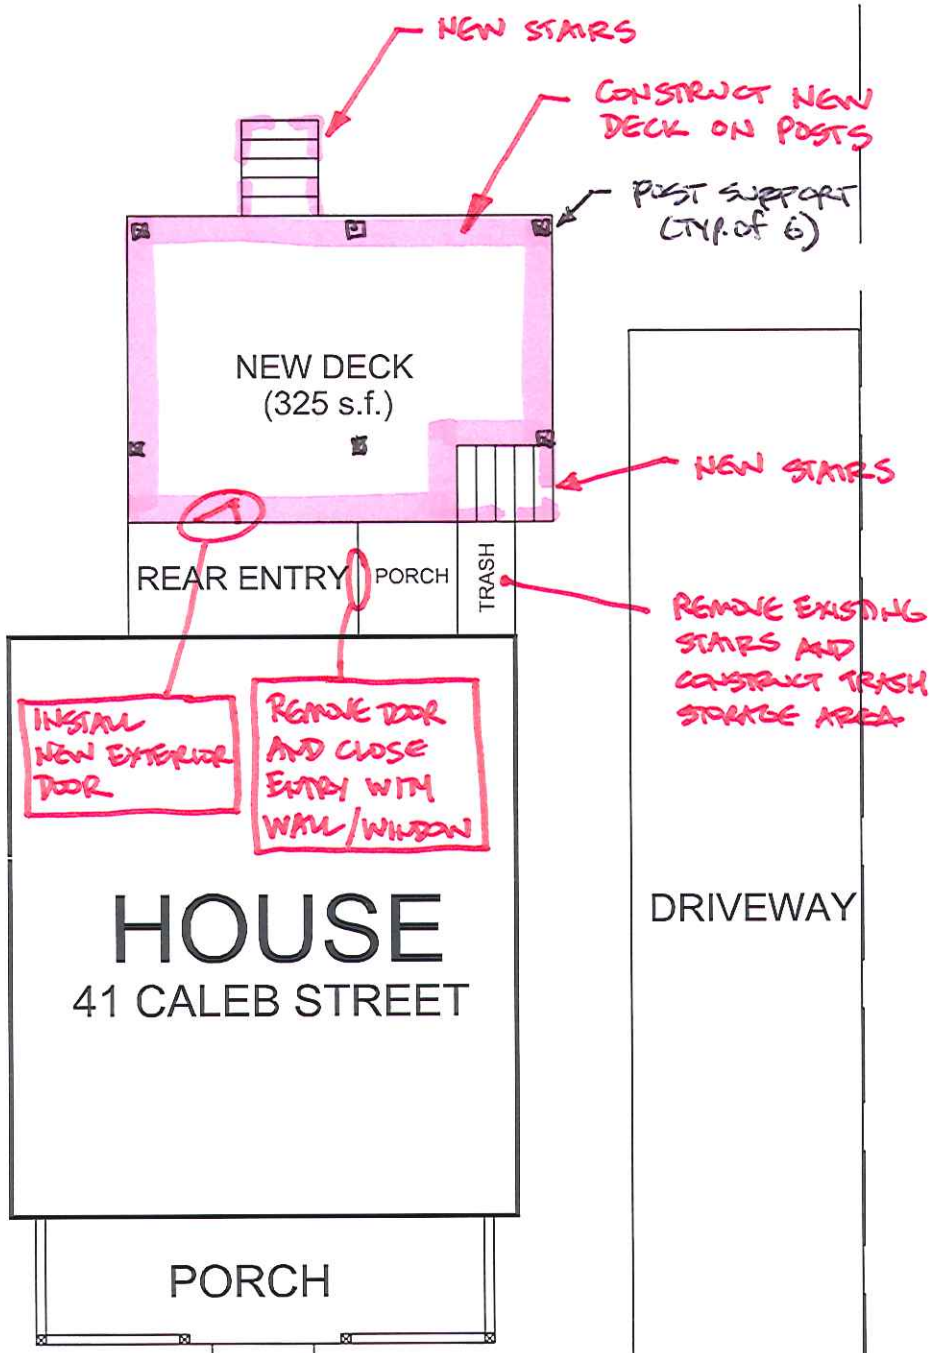 NEW STAIRS
CONSTRUCT NEW
DECK ON POSTS
POST SUPPORT
(TYP. of 6)
NEW DECK
(325 s.f.)
NEW STAIRS
REAR ENTRY
PORCH
TRASH
REMOVE EXISTING
STAIRS AND
CONSTRUCT TRASH
STORAGE AREA
INSTALL
NEW EXTERIOR
DOOR
REMOVE DOOR
AND CLOSE
ENTRY WITH
WALL/WINDOW
HOUSE
41 CALEB STREET
DRIVEWAY
PORCH